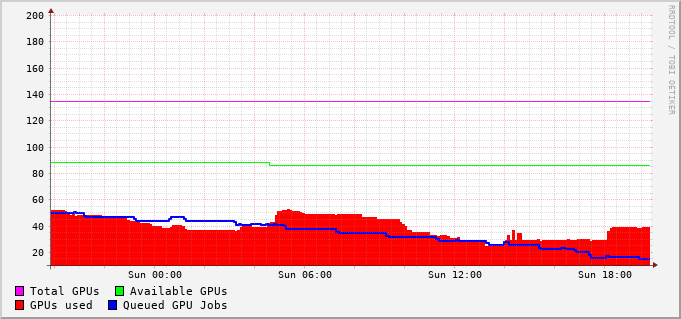 200
180
160
140
120
100
80
60
40
20
Sun 00:00
Sun 06:00
Sun 12:00
Sun 18:00
Total GPUs
Available GPUs
GPUs used
Queued GPU Jobs
RRDTOOL / TOBI OETIKER